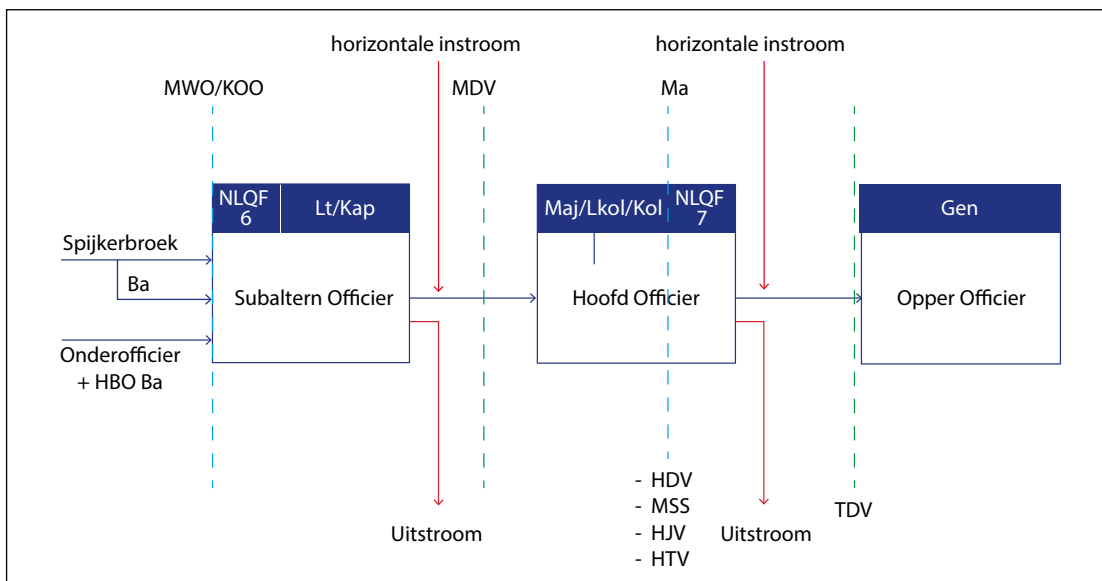 horizontale instroom
horizontale instroom
MWO/KOO
MDV
Ma
NLQF
6
Lt/Kap
Maj/Lkol/Kol
NLQF
7
Gen
Spijkerbroek
Ba
Subaltern Officier
Hoofd Officier
Opper Officier
Onderofficier
+ HBO Ba
- HDV
- MSS
- HJV
- HTV
TDV
Uitstroom
Uitstroom